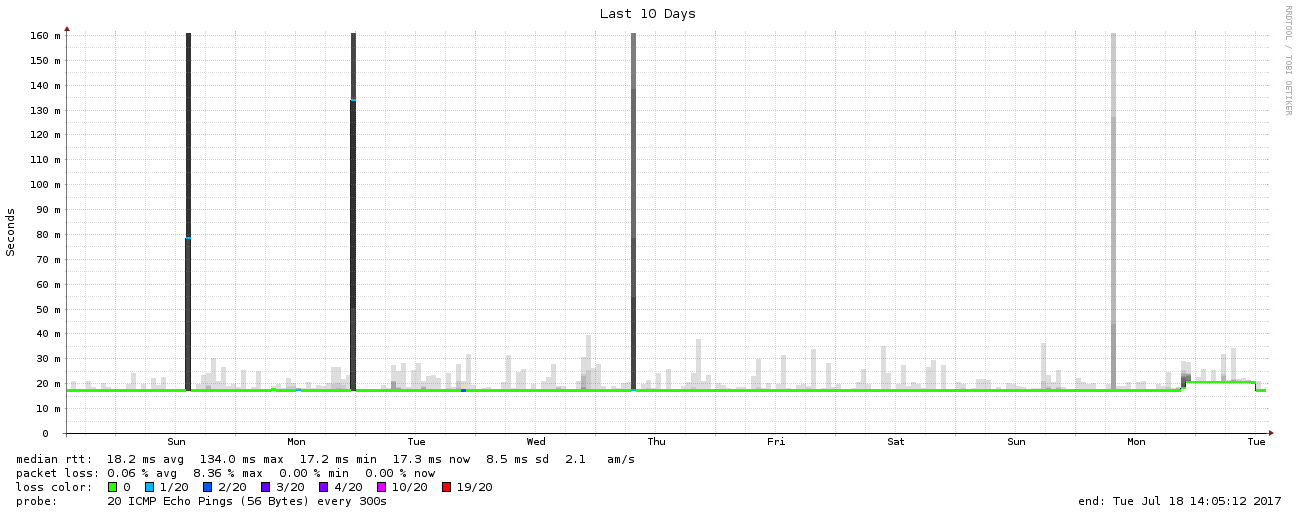 Last 10 Days
RRDTOOL / TOBI OETIKER
Seconds
160 m
150 m
140 m
130 m
120 m
110 m
100 m
90 m
80 m
70 m
60 m
50 m
40 m
30 m
20 m
10 m
0
Sun Mon Tue Wed Thu Fri Sat Sun Mon Tue
median rtt: 18.2 ms avg 134.0 ms max 17.2 ms min 17.3 ms now 8.5 ms sd 2.1 am/s
packet loss: 0.06 % avg 8.36 % max 0.00 % min 0.00 % now
loss color: 0 1/20 2/20 3/20 4/20 10/20 19/20
probe: 20 ICMP Echo Pings (56 Bytes) every 300s end: Tue Jul 18 14:05:12 2017